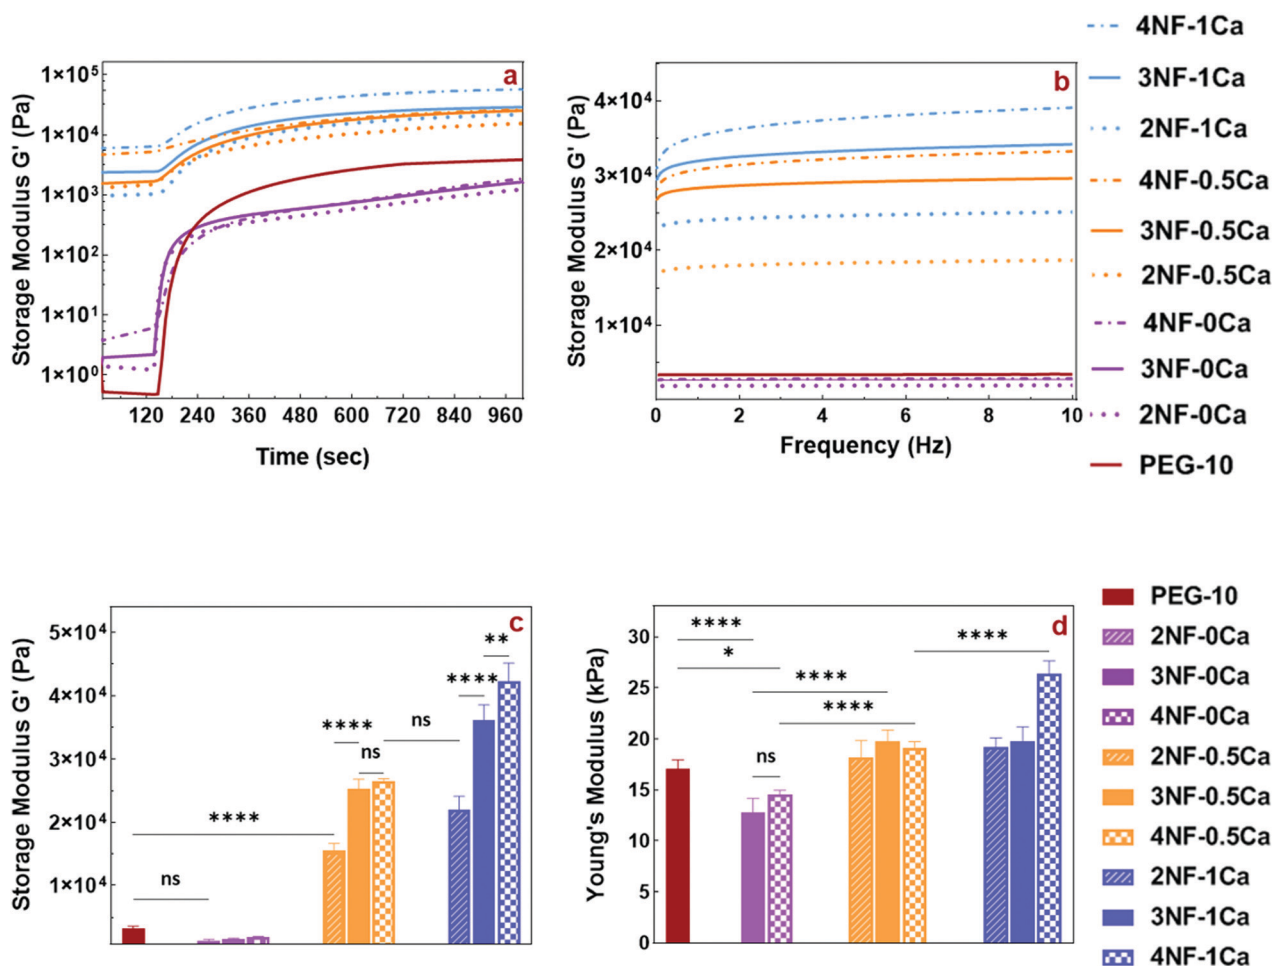 a
Storage Modulus G' (Pa)
1×10⁵
1×10⁴
1×10³
1×10²
1×10¹
1×10⁰
120 240 360 480 600 720 840 960
Time (sec)
b
Storage Modulus G' (Pa)
4×10⁴
3×10⁴
2×10⁴
1×10⁴
0 2 4 6 8 10
Frequency (Hz)
4NF-1Ca
3NF-1Ca
2NF-1Ca
4NF-0.5Ca
3NF-0.5Ca
2NF-0.5Ca
4NF-0Ca
3NF-0Ca
2NF-0Ca
PEG-10
c
Storage Modulus G' (Pa)
5×10⁴
4×10⁴
3×10⁴
2×10⁴
1×10⁴
**
****
ns
****
ns
****
ns
d
Young's Modulus (kPa)
30
25
20
15
10
5
0
****
****
*
****
****
ns
PEG-10
2NF-0Ca
3NF-0Ca
4NF-0Ca
2NF-0.5Ca
3NF-0.5Ca
4NF-0.5Ca
2NF-1Ca
3NF-1Ca
4NF-1Ca